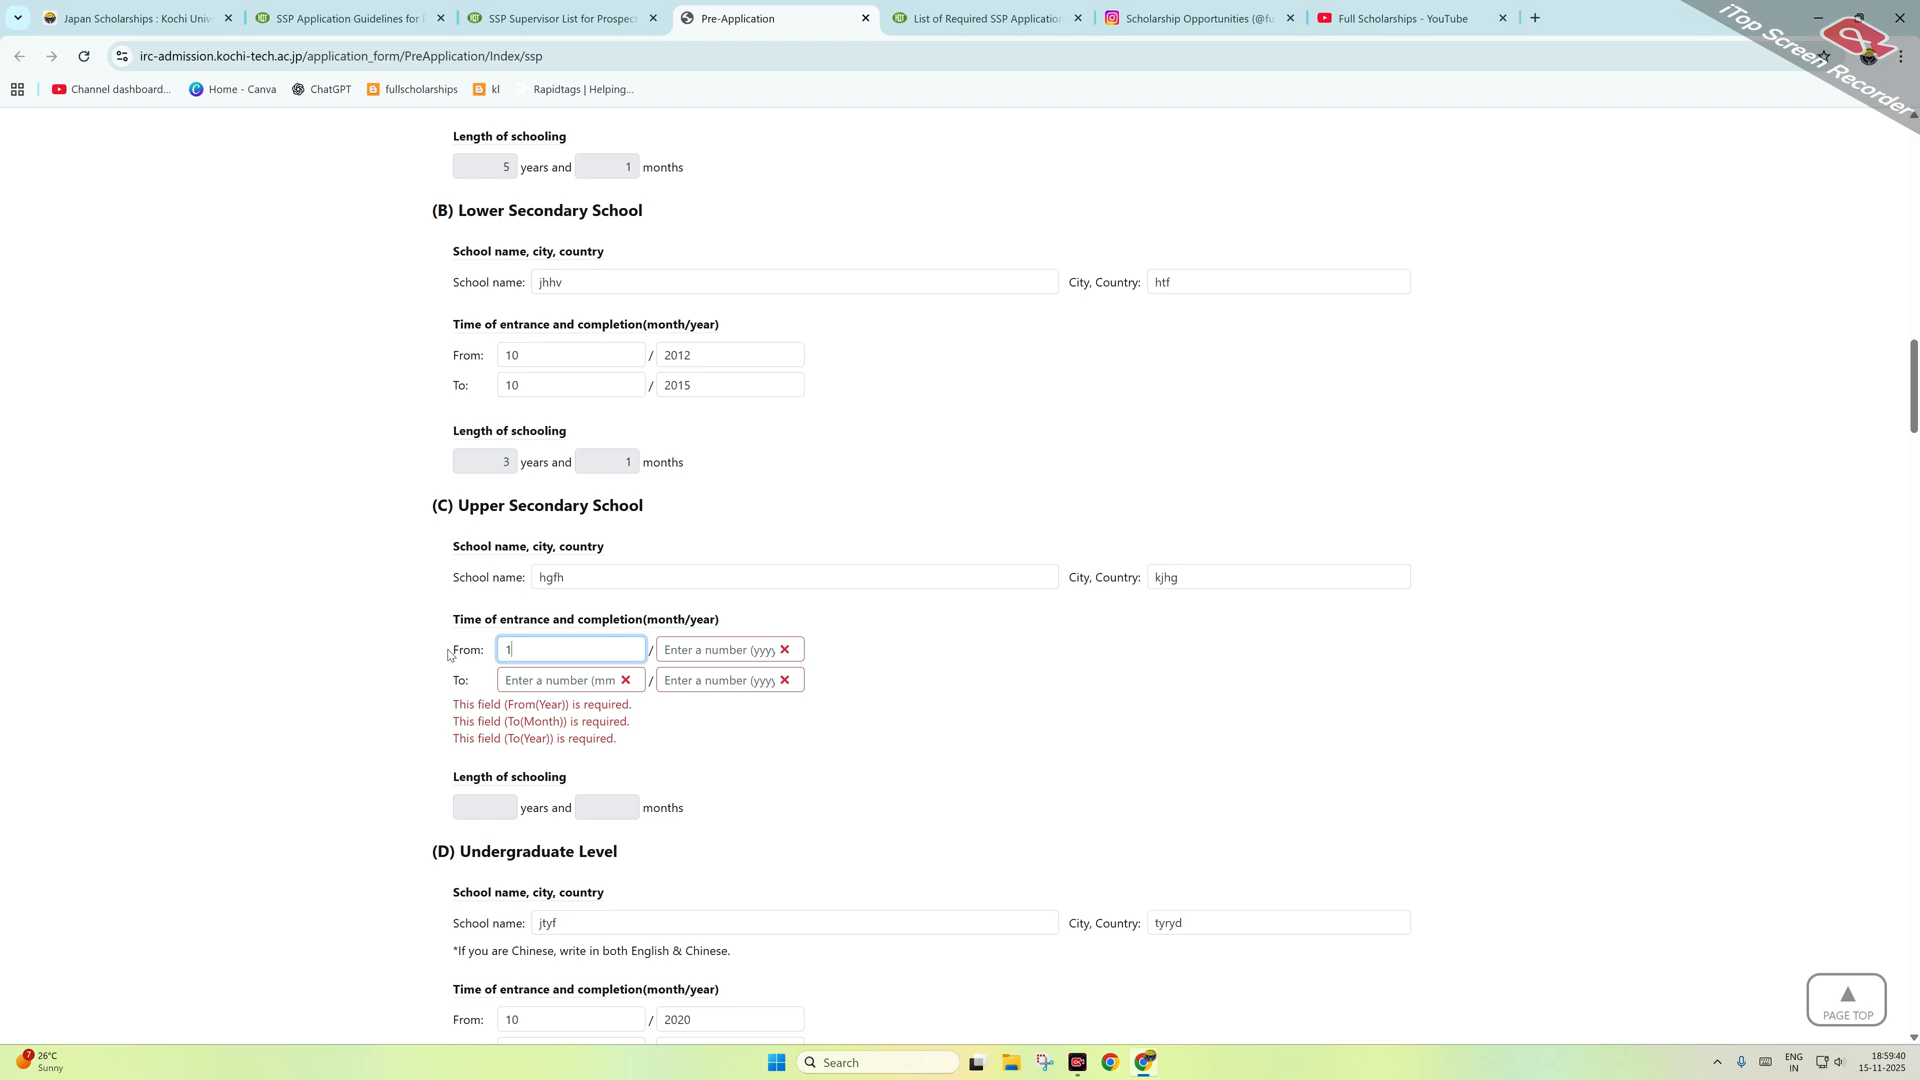 Japan Scholarships : Kochi Univ
SSP Application Guidelines for P
SSP Supervisor List for Prospect
Pre-Application
List of Required SSP Application
Scholarship Opportunities (@fu
Full Scholarships - YouTube
iTop Screen Recorder
irc-admission.kochi-tech.ac.jp/application_form/PreApplication/Index/ssp
Channel dashboard...
Home - Canva
ChatGPT
fullscholarships
kl
Rapidtags | Helping...
Length of schooling
5 years and 1 months
(B) Lower Secondary School
School name, city, country
School name: jhhv City, Country: htf
Time of entrance and completion(month/year)
From: 10 / 2012
To: 10 / 2015
Length of schooling
3 years and 1 months
(C) Upper Secondary School
School name, city, country
School name: hgfh City, Country: kjhg
Time of entrance and completion(month/year)
From: 1 / Enter a number (yyyy
To: Enter a number (mm / Enter a number (yyyy
This field (From(Year)) is required.
This field (To(Month)) is required.
This field (To(Year)) is required.
Length of schooling
years and months
(D) Undergraduate Level
School name, city, country
School name: jtyf City, Country: tyryd
*If you are Chinese, write in both English & Chinese.
Time of entrance and completion(month/year)
From: 10 / 2020
PAGE TOP
7
26°C
Sunny
Search
ENG
IN
18:59:40
15-11-2025